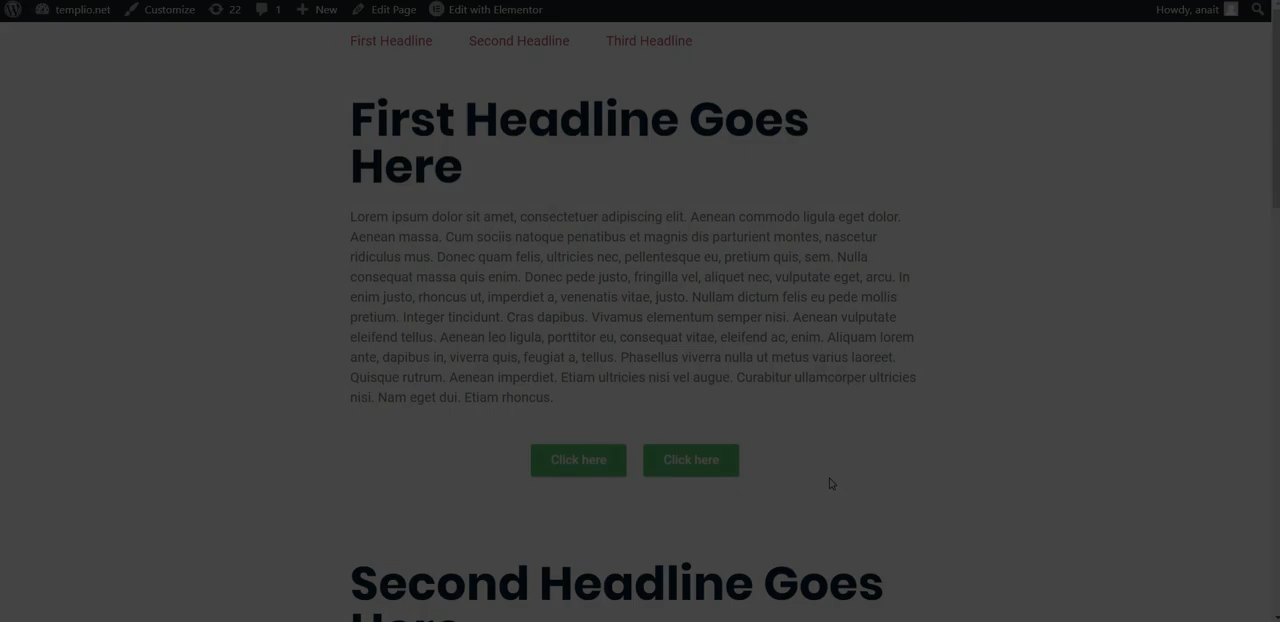 templio.net Customize 22 1 New Edit Page Edit with Elementor Howdy, anait
First Headline Second Headline Third Headline
First Headline Goes
Here
Lorem ipsum dolor sit amet, consectetuer adipiscing elit. Aenean commodo ligula eget dolor.
Aenean massa. Cum sociis natoque penatibus et magnis dis parturient montes, nascetur
ridiculus mus. Donec quam felis, ultricies nec, pellentesque eu, pretium quis, sem. Nulla
consequat massa quis enim. Donec pede justo, fringilla vel, aliquet nec, vulputate eget, arcu. In
enim justo, rhoncus ut, imperdiet a, venenatis vitae, justo. Nullam dictum felis eu pede mollis
pretium. Integer tincidunt. Cras dapibus. Vivamus elementum semper nisi. Aenean vulputate
eleifend tellus. Aenean leo ligula, porttitor eu, consequat vitae, eleifend ac, enim. Aliquam lorem
ante, dapibus in, viverra quis, feugiat a, tellus. Phasellus viverra nulla ut metus varius laoreet.
Quisque rutrum. Aenean imperdiet. Etiam ultricies nisi vel augue. Curabitur ullamcorper ultricies
nisi. Nam eget dui. Etiam rhoncus.
Click here Click here
Second Headline Goes
Here